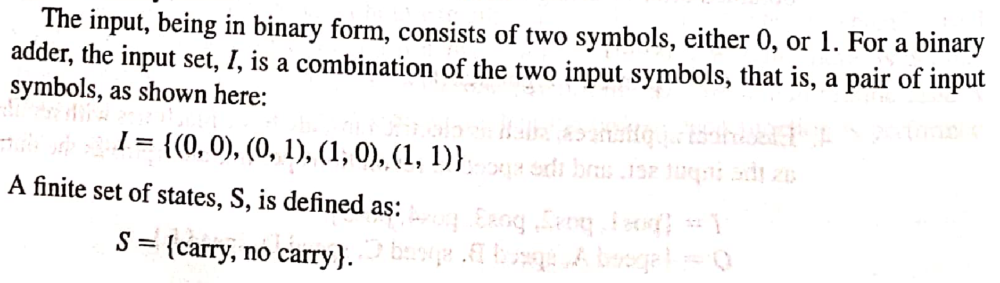 The input, being in binary form, consists of two symbols, either 0, or 1. For a binary
adder, the input set, I, is a combination of the two input symbols, that is, a pair of input
symbols, as shown here:
I = {(0, 0), (0, 1), (1, 0), (1, 1)}
A finite set of states, S, is defined as:
S = {carry, no carry}.